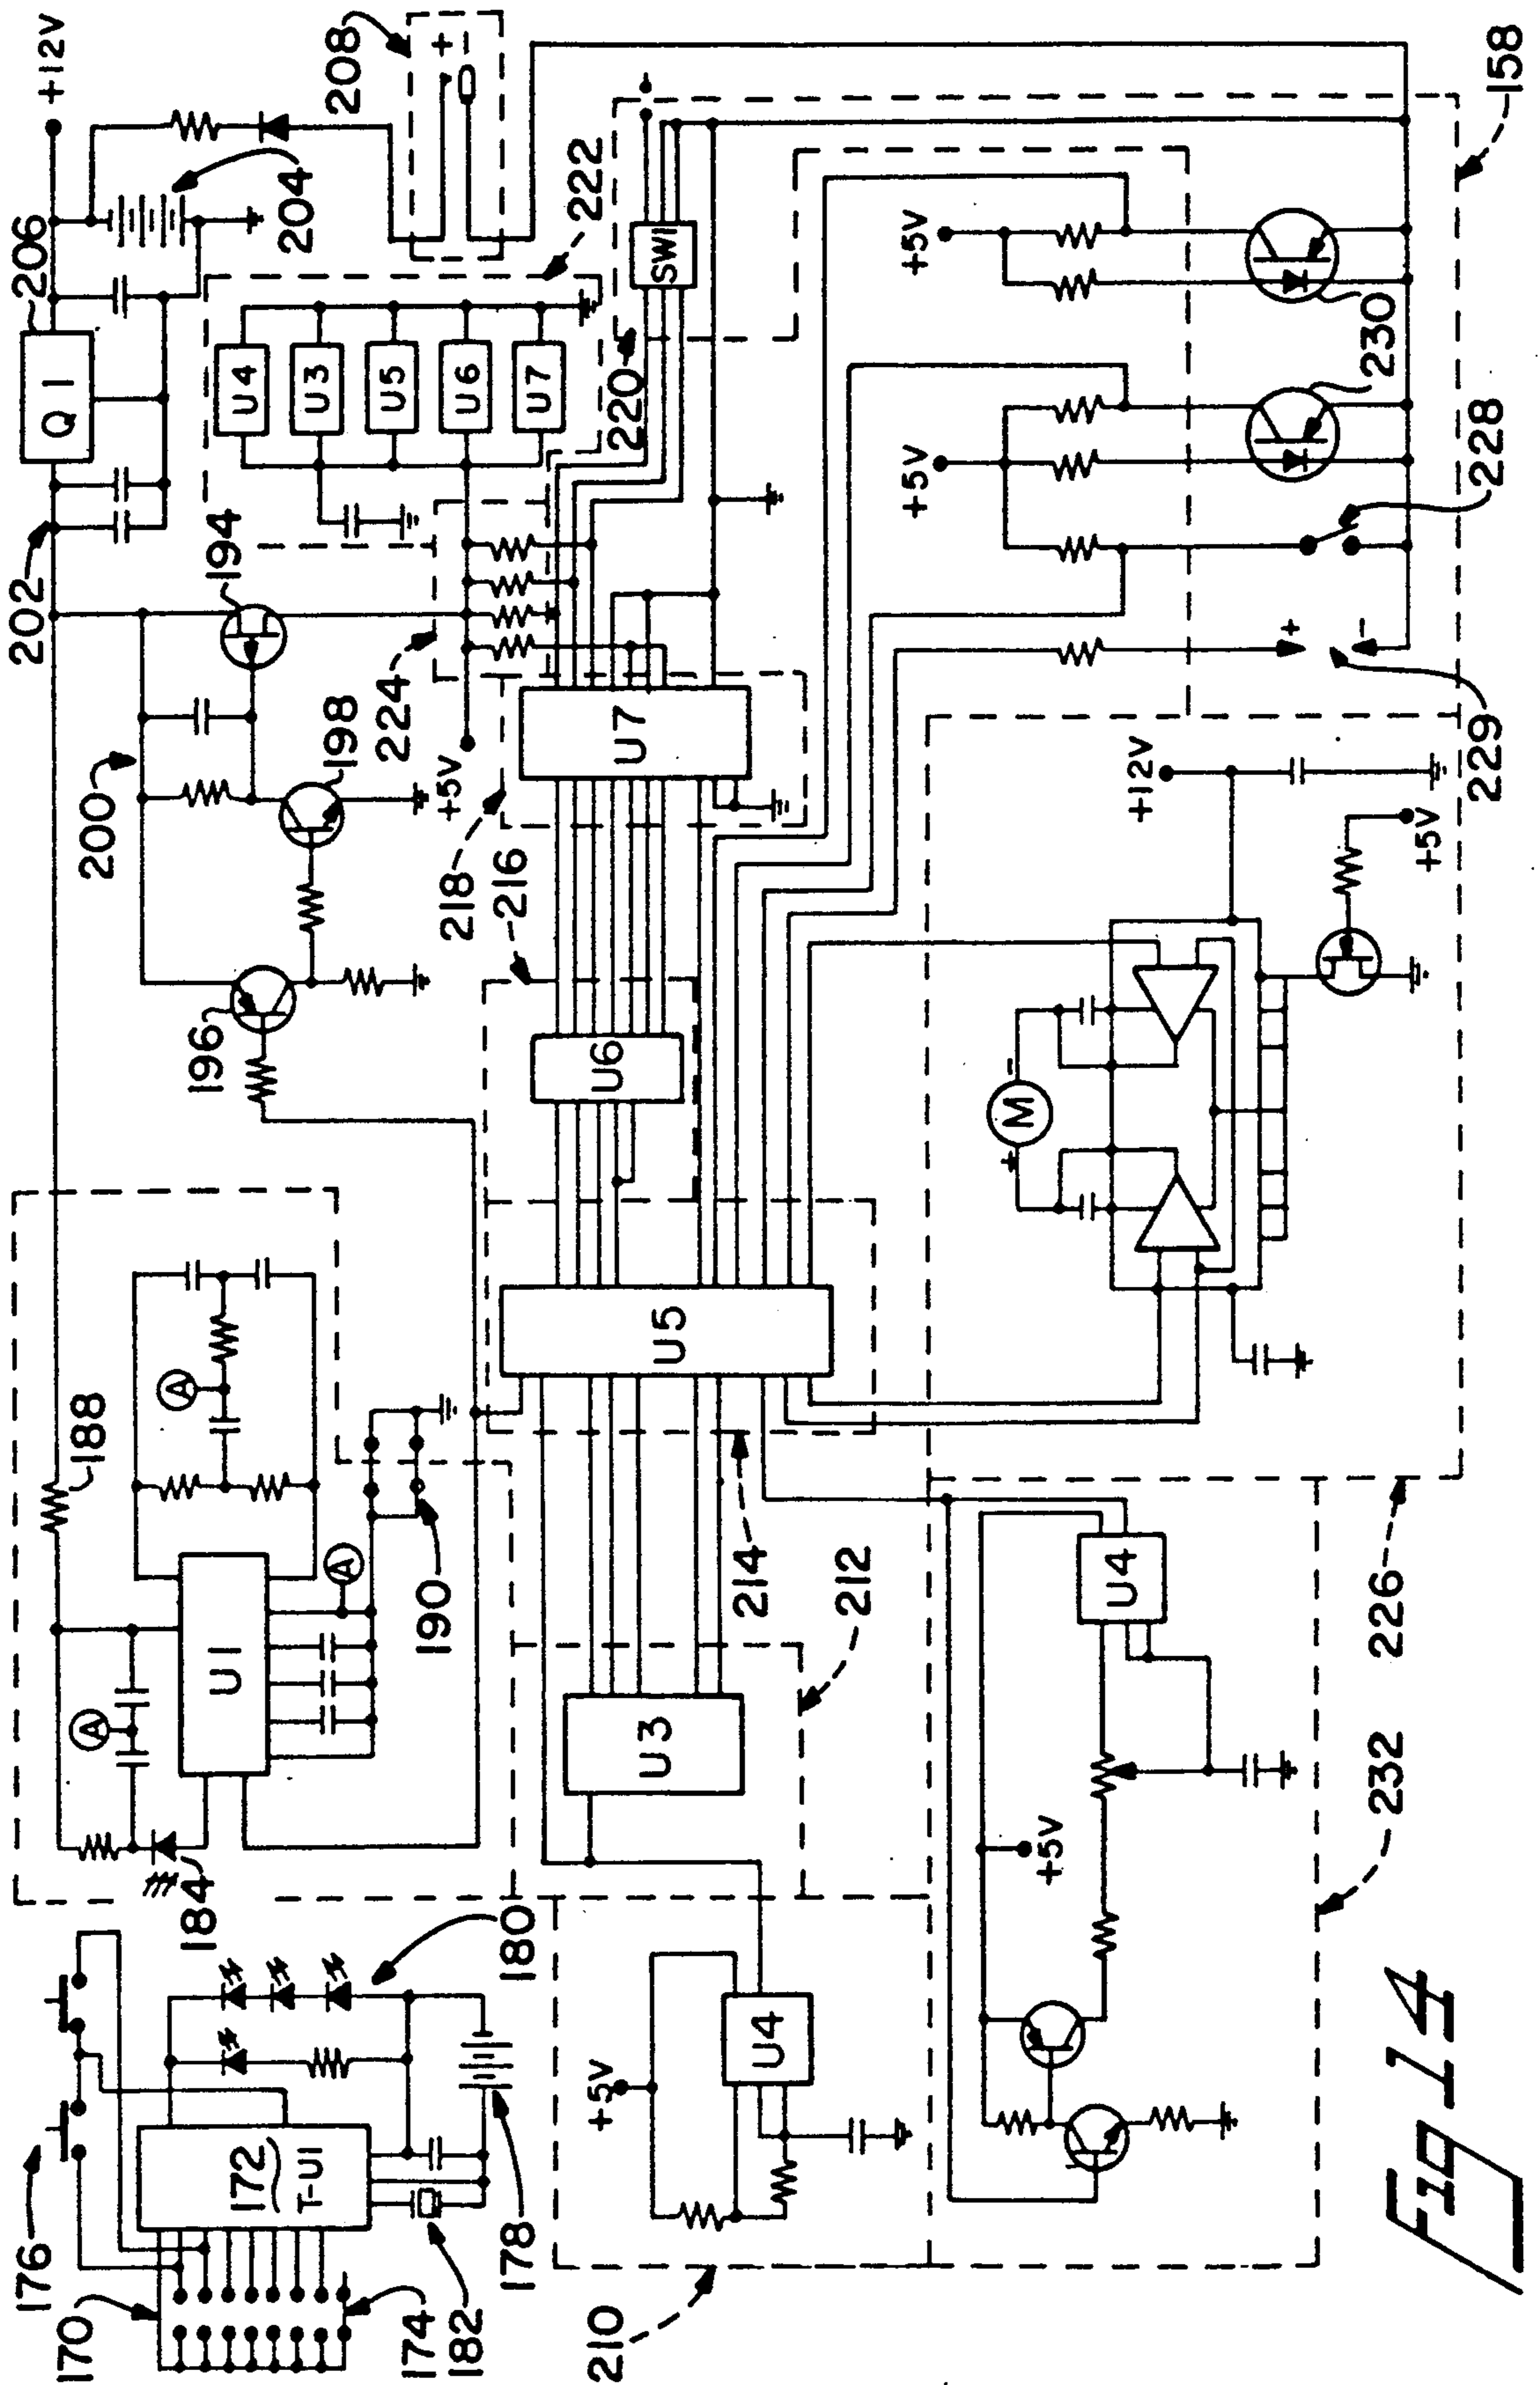 +12V
206
Q1
204
208
+
−
202
194
U4
U3
U5
U6
U7
222
200
198
224
+5V
220
SW1
196
188
A
A
A
U1
184
190
218
216
U7
U6
U5
214
U3
212
176
170
172
T-U1
174
182
178
180
+5V
U4
210
+5V
+5V
230
228
+
−
229
158
+12V
+5V
+
M
-
226
U4
+5V
232
Fig 14